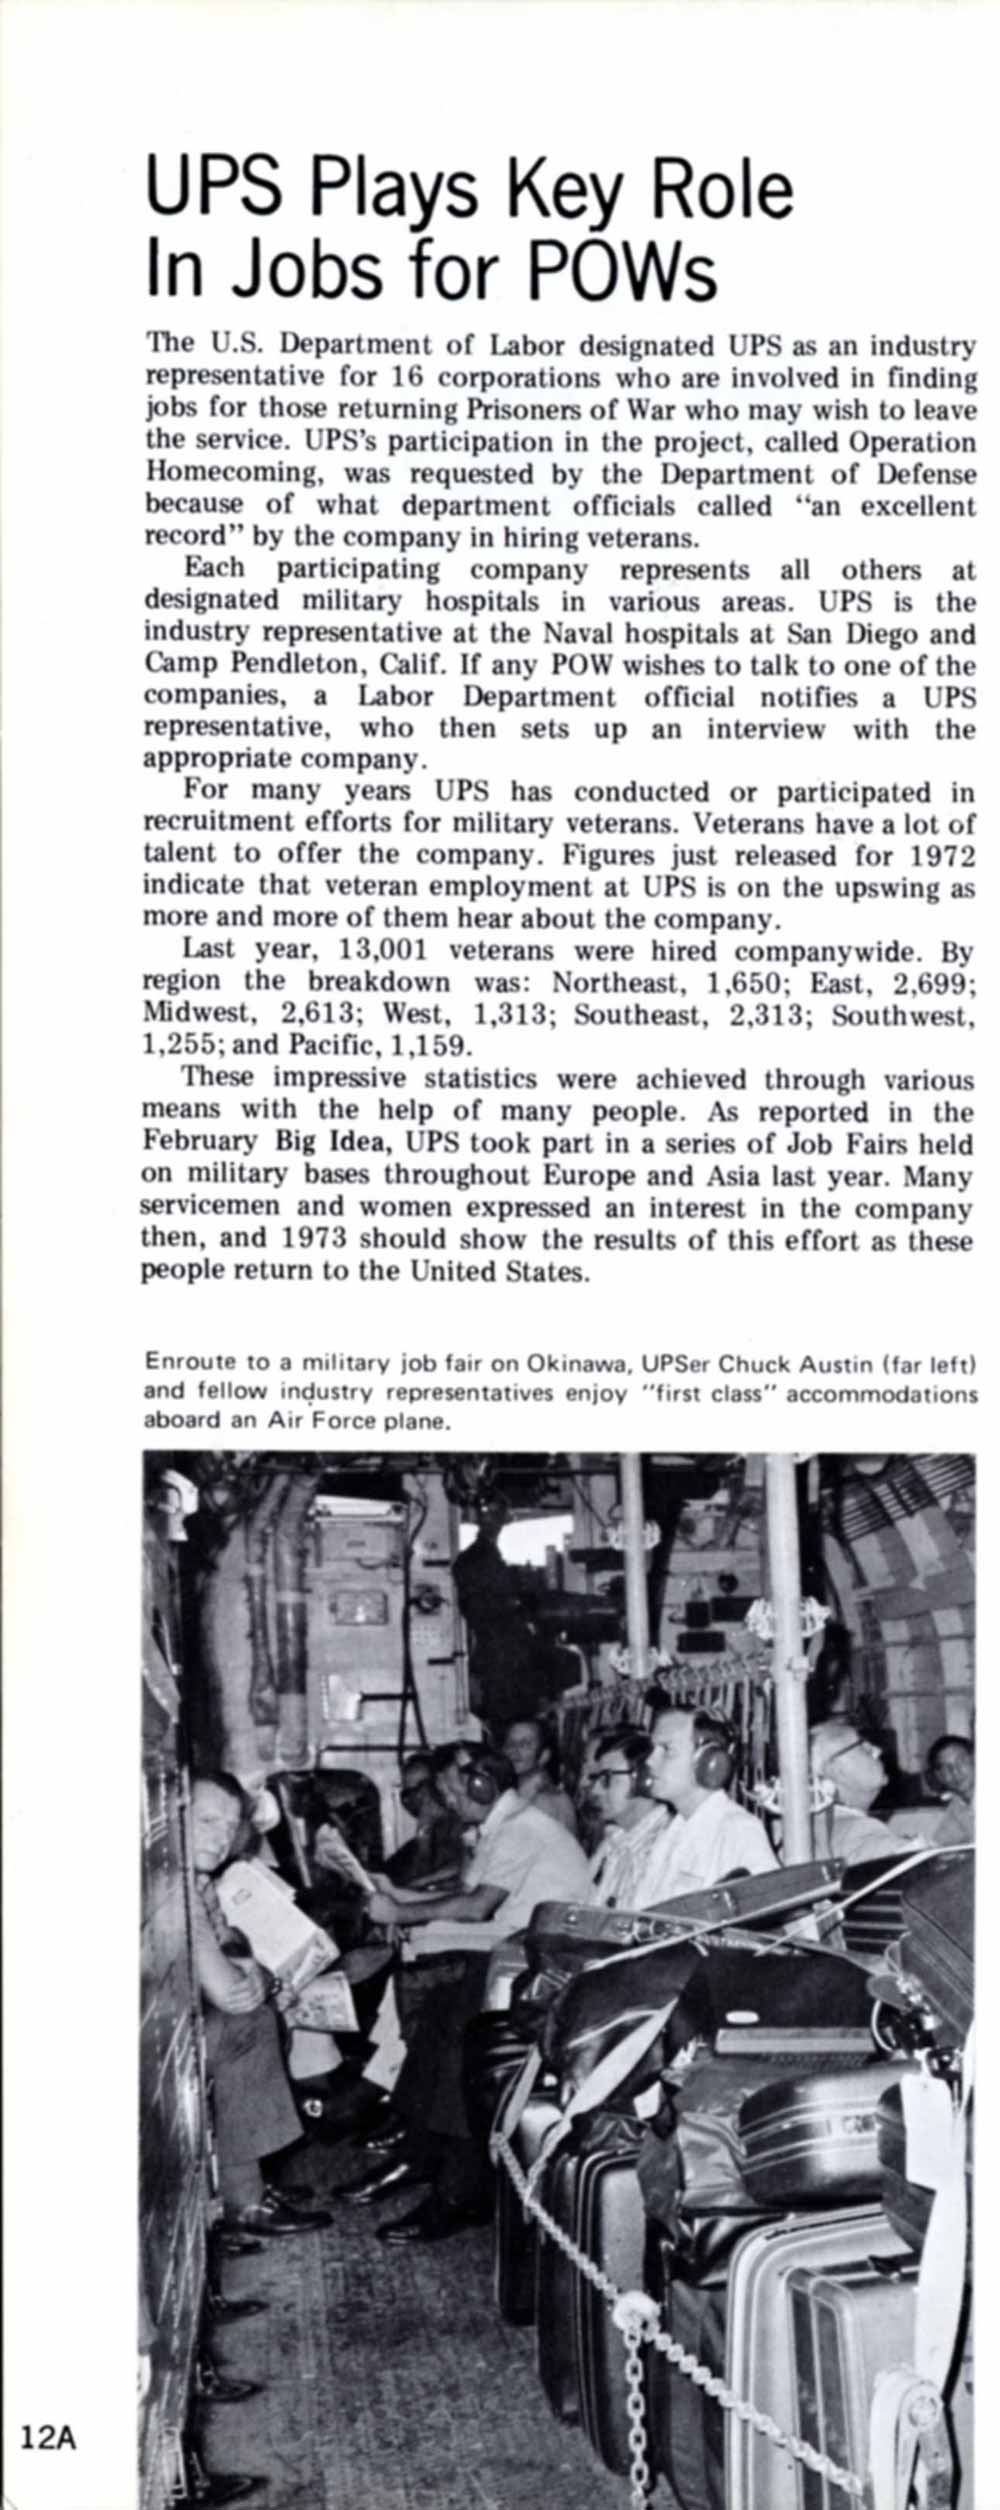 UPS Plays Key Role
In Jobs for POWs
The U.S. Department of Labor designated UPS as an industry
representative for 16 corporations who are involved in finding
jobs for those returning Prisoners of War who may wish to leave
the service. UPS's participation in the project, called Operation
Homecoming, was requested by the Department of Defense
because of what department officials called "an excellent
record" by the company in hiring veterans.
Each participating company represents all others at
designated military hospitals in various areas. UPS is the
industry representative at the Naval hospitals at San Diego and
Camp Pendleton, Calif. If any POW wishes to talk to one of the
companies, a Labor Department official notifies a UPS
representative, who then sets up an interview with the
appropriate company.
For many years UPS has conducted or participated in
recruitment efforts for military veterans. Veterans have a lot of
talent to offer the company. Figures just released for 1972
indicate that veteran employment at UPS is on the upswing as
more and more of them hear about the company.
Last year, 13,001 veterans were hired companywide. By
region the breakdown was: Northeast, 1,650; East, 2,699;
Midwest, 2,613; West, 1,313; Southeast, 2,313; Southwest,
1,255; and Pacific, 1,159.
These impressive statistics were achieved through various
means with the help of many people. As reported in the
February Big Idea, UPS took part in a series of Job Fairs held
on military bases throughout Europe and Asia last year. Many
servicemen and women expressed an interest in the company
then, and 1973 should show the results of this effort as these
people return to the United States.
Enroute to a military job fair on Okinawa, UPSer Chuck Austin (far left)
and fellow industry representatives enjoy "first class" accommodations
aboard an Air Force plane.
12A